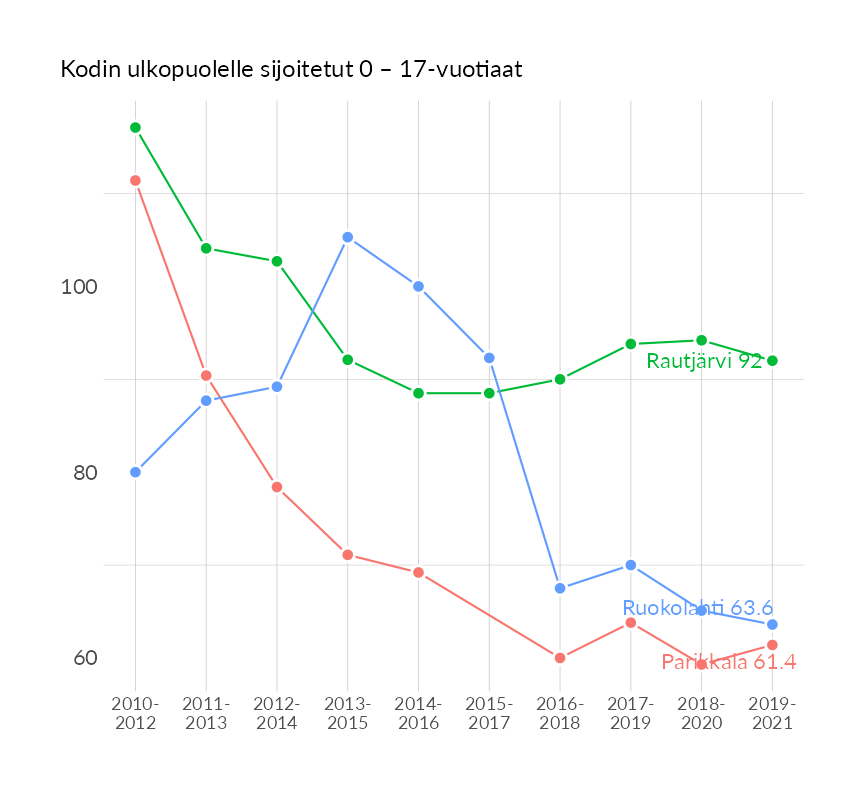 Kodin ulkopuolelle sijoitetut 0 – 17-vuotiaat
100
80
60
Rautjärvi 92
Ruokolahti 63.6
Parikkala 61.4
2010- 2011- 2012- 2013- 2014- 2015- 2016- 2017- 2018- 2019-
2012 2013 2014 2015 2016 2017 2018 2019 2020 2021